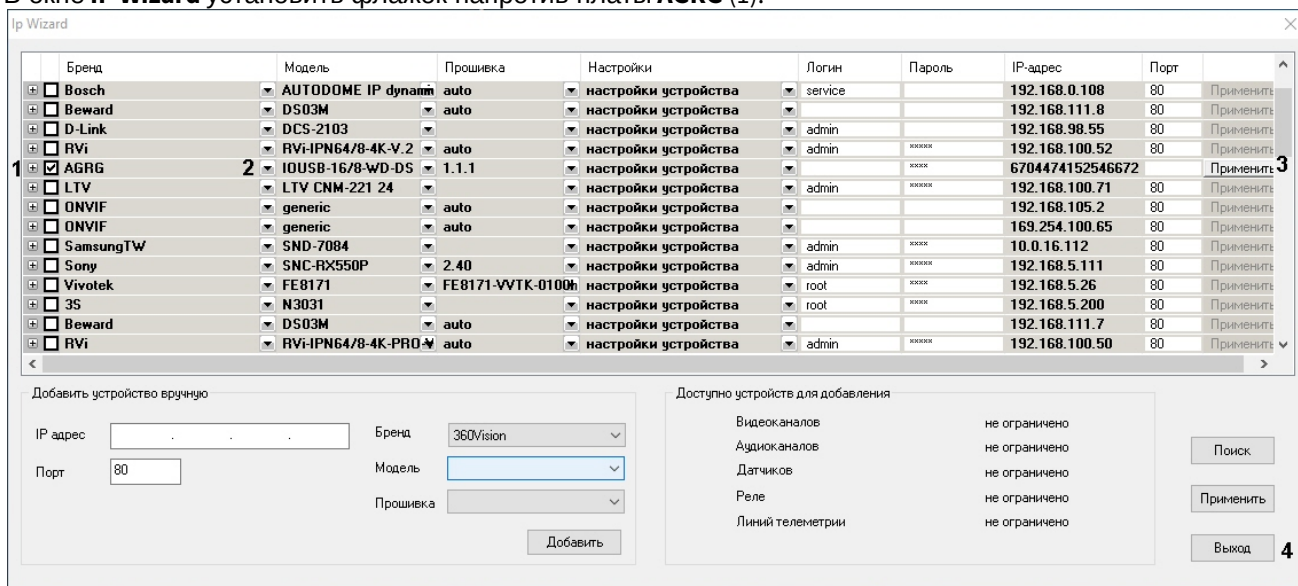 В окне Ip Wizard установить флажок напротив платы AGRG (1).
Ip Wizard
Бренд Модель Прошивка Настройки Логин Пароль IP-адрес Порт
Bosch AUTODOME IP dynami auto настройки устройства service 192.168.0.108 80 Применить
Beward DS03M auto настройки устройства 192.168.111.8 80 Применить
D-Link DCS-2103 настройки устройства admin 192.168.98.55 80 Применить
RVi RVi-IPN64/8-4K-V.2 auto настройки устройства admin ***** 192.168.100.52 80 Применить
1 AGRG 2 IOUSB-16/8-WD-DS 1.1.1 настройки устройства **** 6704474152546672 Применить 3
LTV LTV CNM-221 24 настройки устройства admin ***** 192.168.100.71 80 Применить
ONVIF generic auto настройки устройства 192.168.105.2 80 Применить
ONVIF generic auto настройки устройства 169.254.100.65 80 Применить
SamsungTW SND-7084 настройки устройства admin **** 10.0.16.112 80 Применить
Sony SNC-RX550P 2.40 настройки устройства admin ***** 192.168.5.111 80 Применить
Vivotek FE8171 FE8171-VVTK-0100h настройки устройства root **** 192.168.5.26 80 Применить
3S N3031 настройки устройства root **** 192.168.5.200 80 Применить
Beward DS03M auto настройки устройства 192.168.111.7 80 Применить
RVi RVi-IPN64/8-4K-PRO V auto настройки устройства admin ***** 192.168.100.50 80 Применить
Добавить устройство вручную Доступно устройств для добавления
IP адрес . . . Бренд 360Vision Видеоканалов не ограничено
Аудиоканалов не ограничено Поиск
Порт 80 Модель Датчиков не ограничено
Прошивка Реле не ограничено Применить
Линий телеметрии не ограничено
Добавить Выход 4